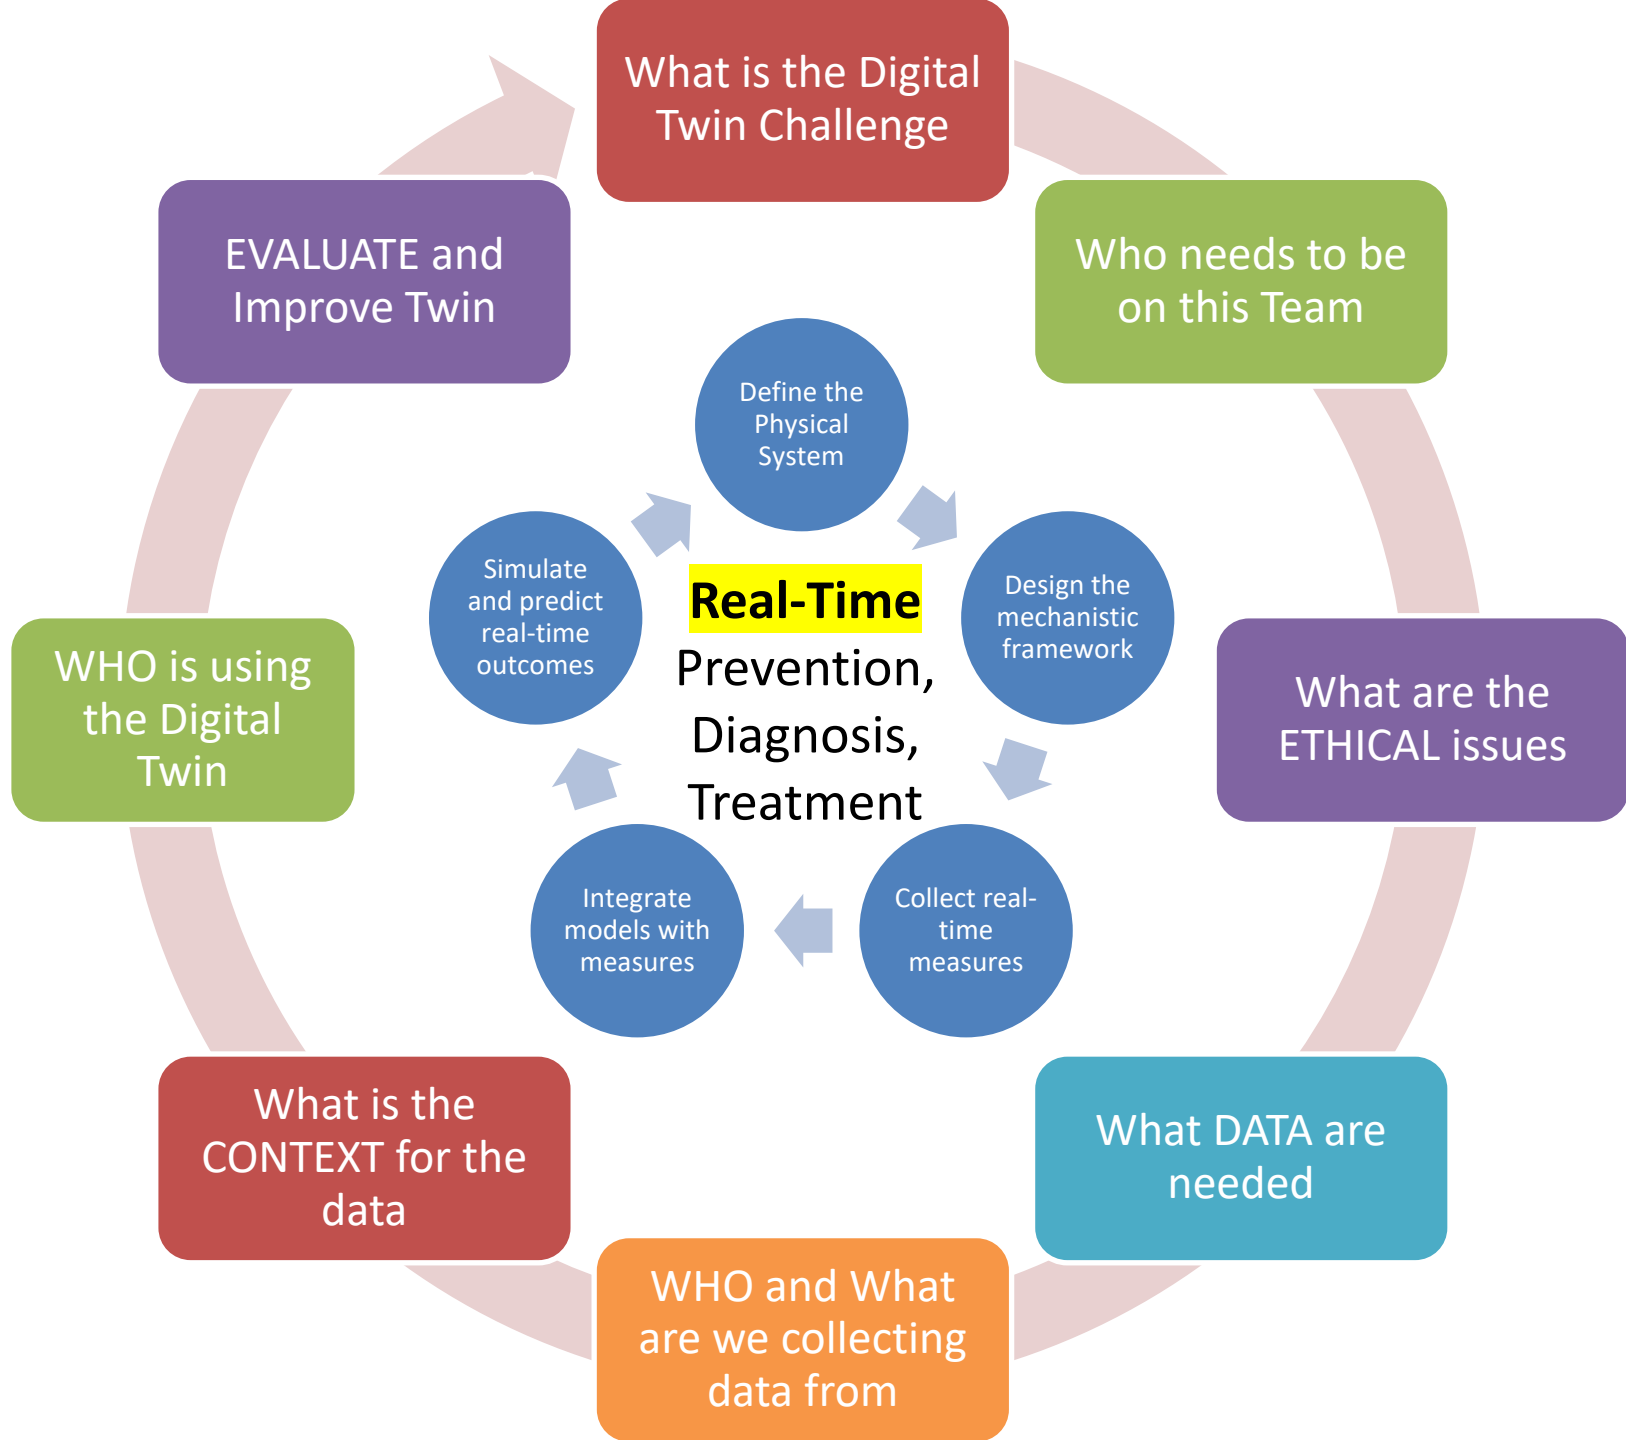 What is the Digital
Twin Challenge
Who needs to be
on this Team
What are the
ETHICAL issues
What DATA are
needed
WHO and What
are we collecting
data from
What is the
CONTEXT for the
data
WHO is using
the Digital
Twin
EVALUATE and
Improve Twin
Define the
Physical
System
Design the
mechanistic
framework
Collect real-
time
measures
Integrate
models with
measures
Simulate
and predict
real-time
outcomes
Real-Time
Prevention,
Diagnosis,
Treatment